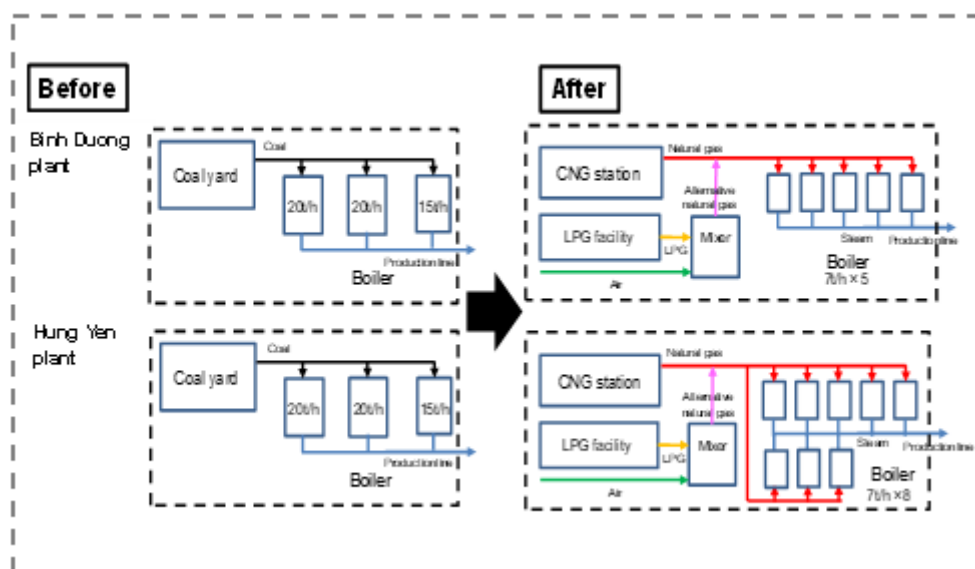 Before
Binh Duong
plant
Coal yard
Coal
20t/h
20t/h
15t/h
Production line
Boiler
Hung Yen
plant
Coal yard
Coal
20t/h
20t/h
15t/h
Production line
Boiler
After
CNG station
Natural gas
Alternative
natural gas
LPG facility
LPG
Mixer
Air
Steam
Production line
Boiler
7t/h × 5
CNG station
Natural gas
Alternative
natural gas
LPG facility
LPG
Mixer
Air
Steam
Production line
Boiler
7t/h × 8